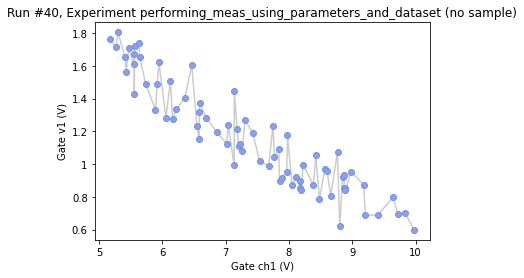 Run #40, Experiment performing_meas_using_parameters_and_dataset (no sample)
1.8
1.6
1.4
1.2
1.0
0.8
0.6
Gate v1 (V)
5 6 7 8 9 10
Gate ch1 (V)